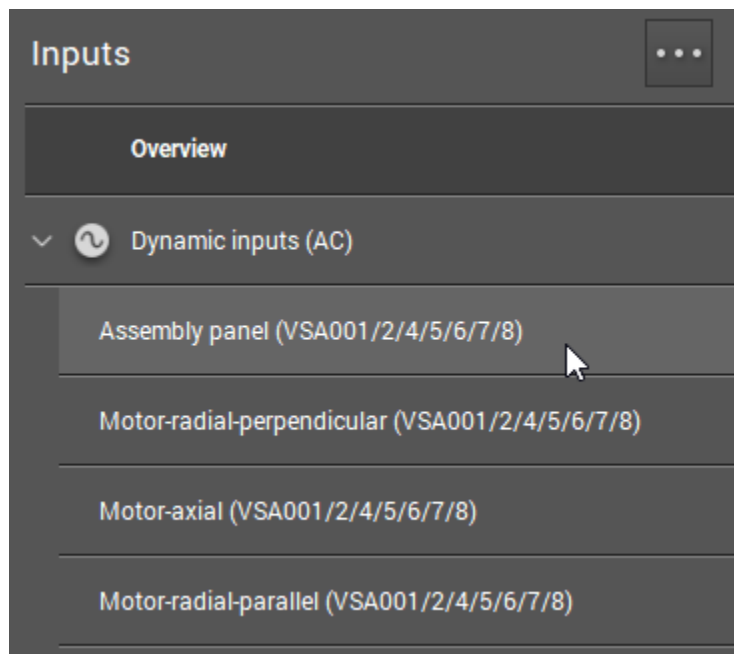 Inputs
Overview
Dynamic inputs (AC)
Assembly panel (VSA001/2/4/5/6/7/8)
Motor-radial-perpendicular (VSA001/2/4/5/6/7/8)
Motor-axial (VSA001/2/4/5/6/7/8)
Motor-radial-parallel (VSA001/2/4/5/6/7/8)